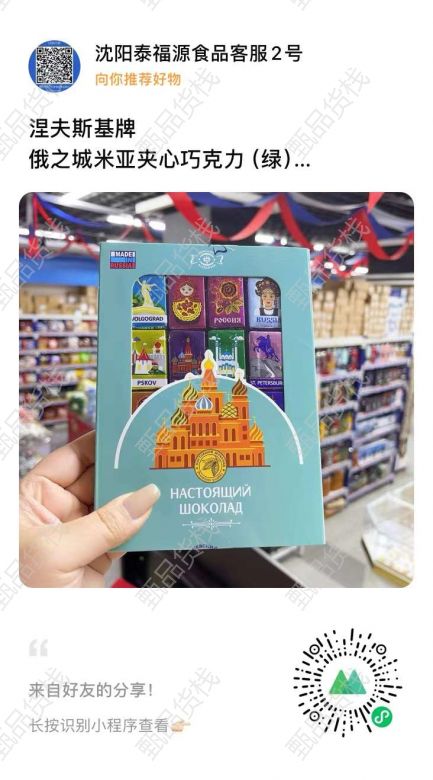 沈阳泰福源食品客服2号
向你推荐好物
涅夫斯基牌
俄之城米亚夹心巧克力(绿)...
MADE
IN
RUSSIA
VOLGOGRAD
РОССИЯ
RUSSIA
PSKOV
ST. PETERSBURG
НАСТОЯЩИЙ
ШОКОЛАД
来自好友的分享!
长按识别小程序查看👉🏻
甄品货栈